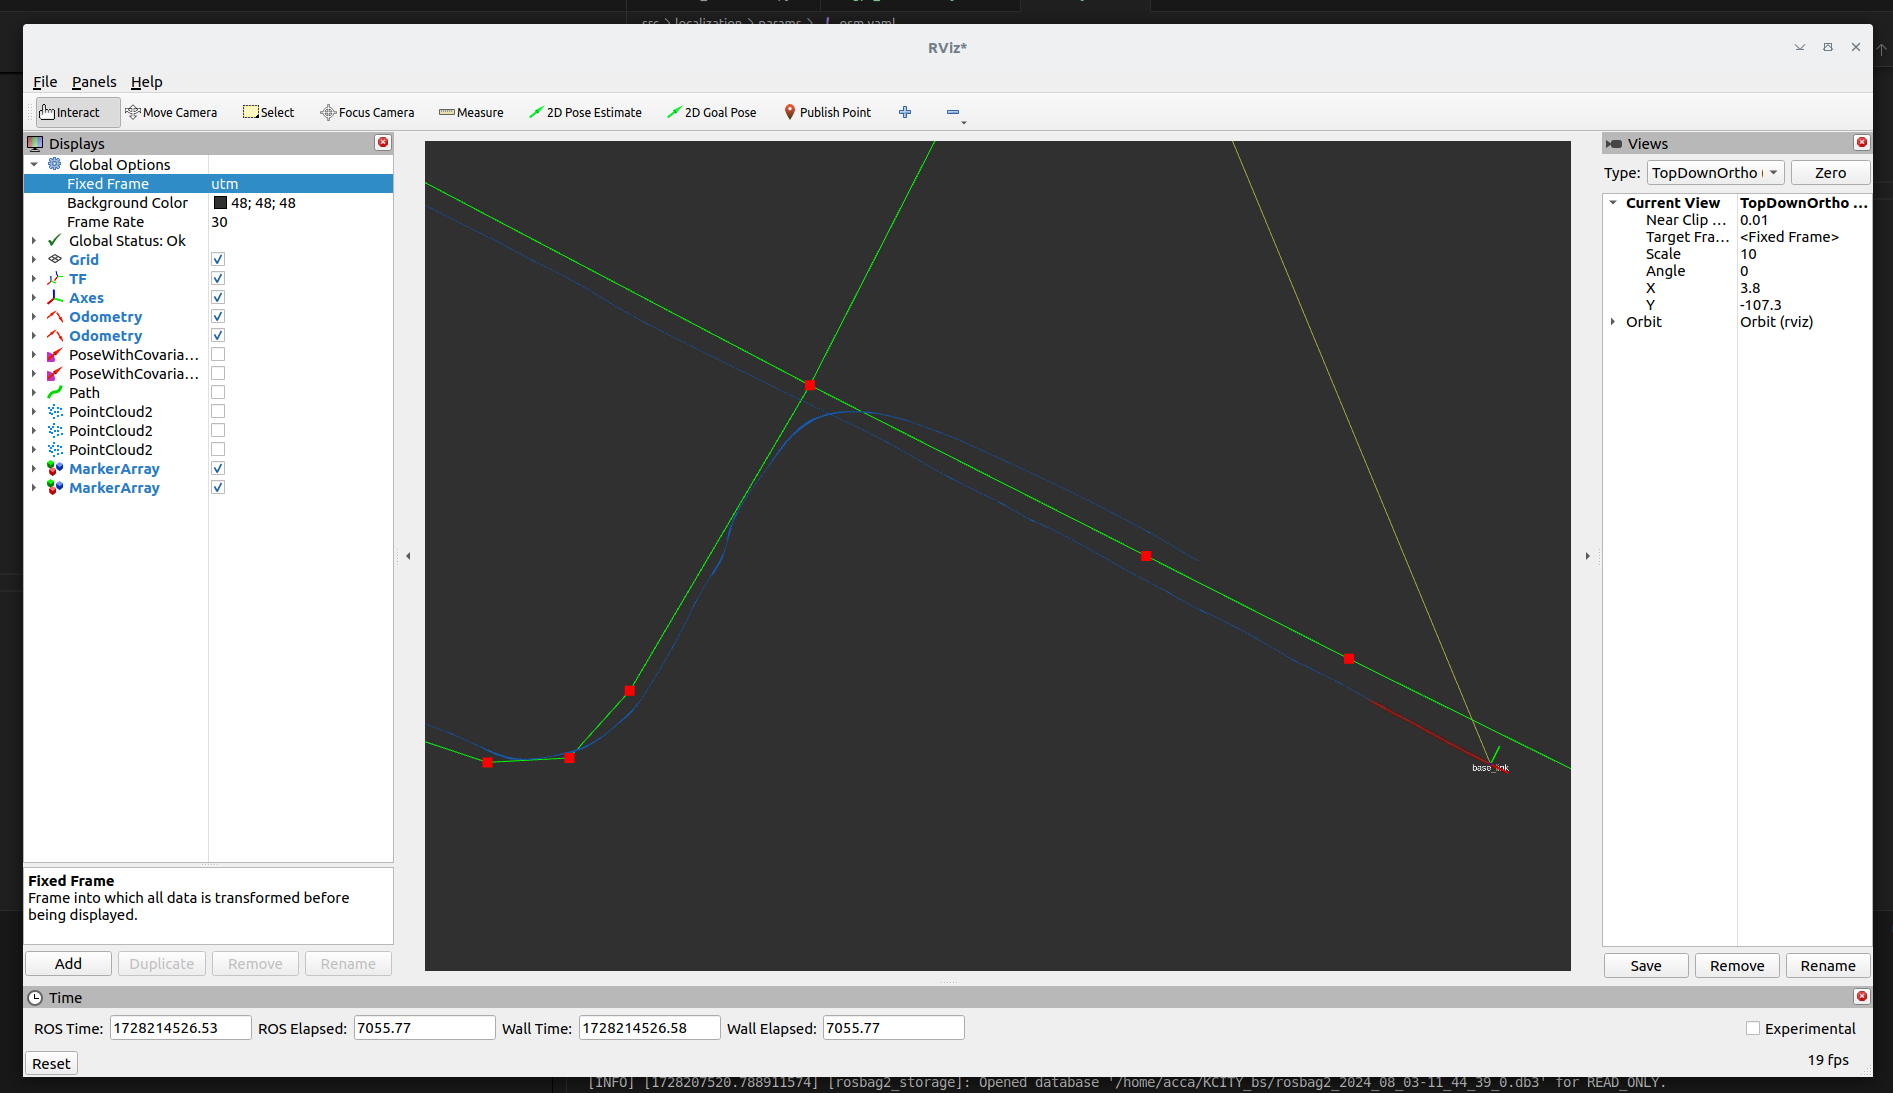 src > localization > params > ! osm.yaml
RViz*
File Panels Help
Interact Move Camera Select Focus Camera Measure 2D Pose Estimate 2D Goal Pose Publish Point
Displays
Global Options
Fixed Frame utm
Background Color 48; 48; 48
Frame Rate 30
Global Status: Ok
Grid
TF
Axes
Odometry
Odometry
PoseWithCovaria...
PoseWithCovaria...
Path
PointCloud2
PointCloud2
PointCloud2
MarkerArray
MarkerArray
Fixed Frame
Frame into which all data is transformed before
being displayed.
Add Duplicate Remove Rename
base_link
Views
Type: TopDownOrtho ( Zero
Current View TopDownOrtho ...
Near Clip ... 0.01
Target Fra... <Fixed Frame>
Scale 10
Angle 0
X 3.8
Y -107.3
Orbit Orbit (rviz)
Save Remove Rename
Time
ROS Time: 1728214526.53 ROS Elapsed: 7055.77 Wall Time: 1728214526.58 Wall Elapsed: 7055.77 Experimental
Reset 19 fps
[INFO] [1728207520.788911574] [rosbag2_storage]: Opened database '/home/acca/KCITY_bs/rosbag2_2024_08_03-11_44_39_0.db3' for READ_ONLY.